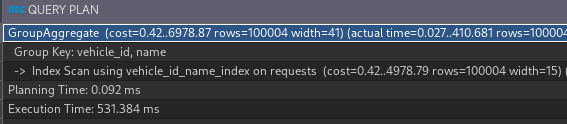 ABC QUERY PLAN
GroupAggregate (cost=0.42..6978.87 rows=100004 width=41) (actual time=0.027..410.681 rows=100004
Group Key: vehicle_id, name
-> Index Scan using vehicle_id_name_index on requests (cost=0.42..4978.79 rows=100004 width=15) (
Planning Time: 0.092 ms
Execution Time: 531.384 ms